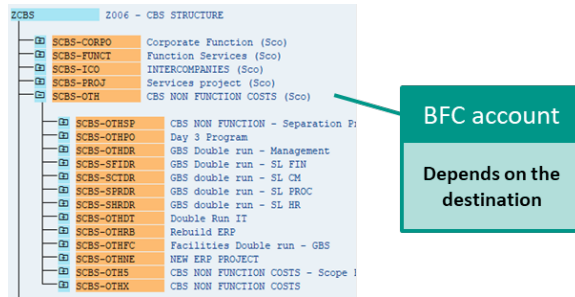 ZCBS Z006 - CBS STRUCTURE
SCBS-CORPO Corporate Function (Sco)
SCBS-FUNCT Function Services (Sco)
SCBS-ICO INTERCOMPANIES (Sco)
SCBS-PROJ Services project (Sco)
SCBS-OTH CBS NON FUNCTION COSTS (Sco)
SCBS-OTHSP CBS NON FUNCTION - Separation
SCBS-OTHPO Day 3 Program
SCBS-OTHDR GBS Double run - Management
SCBS-SFIDR GBS Double run - SL FIN
SCBS-SCTDR GBS double run - SL CM
SCBS-SPRDR GBS double run - SL PROC
SCBS-SHRDR GBS double run - SL HR
SCBS-OTHDT Double Run IT
SCBS-OTHRB Rebuild ERP
SCBS-OTHFC Facilities Double run - GBS
SCBS-OTHNE NEW ERP PROJECT
SCBS-OTH5 CBS NON FUNCTION COSTS - Scope
SCBS-OTHX CBS NON FUNCTION COSTS
BFC account
Depends on the
destination